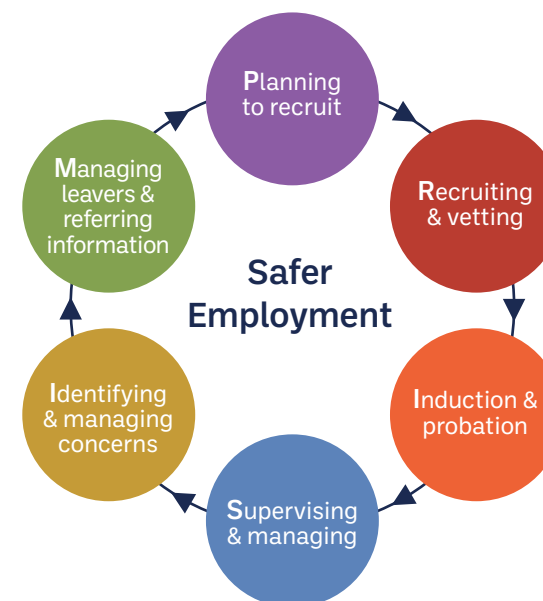 Planning
to recruit
Recruiting
& vetting
Induction &
probation
Supervising
& managing
Identifying
& managing
concerns
Managing
leavers &
referring
information
Safer
Employment